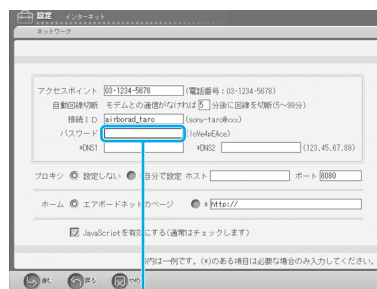 設定 インターネット
ネットワーク
アクセスポイント 03-1234-5678 (電話番号：03-1234-5678)
自動回線切断 モデムとの通信がなければ 5 分後に回線を切断(5~99分)
接続ＩＤ airborad_taro (sony-taro@xxx)
パスワード (loVe4pEAce)
*DNS1 *DNS2 (123.45.67.89)
プロキシ 設定しない 自分で設定 ホスト ポート 8080
ホーム エアボードネットのページ * http://
JavaScriptを有効にする(通常はチェックします)
内は一例です。(*)のある項目は必要な場合のみ入力してください。
進む 戻る やめ